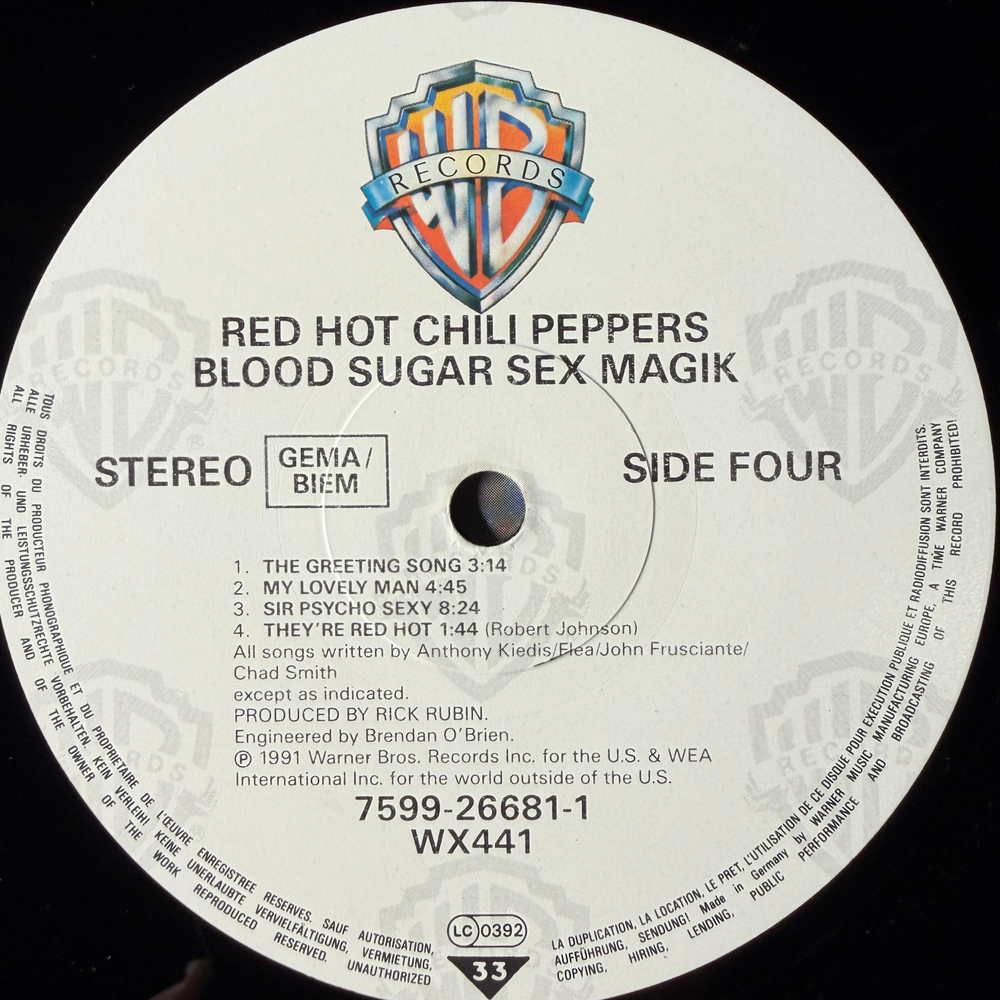 WB
RECORDS
RED HOT CHILI PEPPERS
BLOOD SUGAR SEX MAGIK
STEREO
GEMA/
BIEM
SIDE FOUR
1. THE GREETING SONG 3:14
2. MY LOVELY MAN 4:45
3. SIR PSYCHO SEXY 8:24
4. THEY'RE RED HOT 1:44 (Robert Johnson)
All songs written by Anthony Kiedis/Flea/John Frusciante/
Chad Smith
except as indicated.
PRODUCED BY RICK RUBIN.
Engineered by Brendan O'Brien.
Ⓟ 1991 Warner Bros. Records Inc. for the U.S. & WEA
International Inc. for the world outside of the U.S.
7599-26681-1
WX441
LC 0392
33
TOUS DROITS DU PRODUCTEUR PHONOGRAPHIQUE ET DU PROPRIETAIRE DE L'ŒUVRE ENREGISTREE RESERVES. SAUF AUTORISATION,
LA DUPLICATION, LA LOCATION, LE PRET, L'UTILISATION DE CE DISQUE POUR EXECUTION PUBLIQUE ET RADIODIFFUSION SONT INTERDITS.
ALLE URHEBER- UND LEISTUNGSSCHUTZRECHTE VORBEHALTEN. KEIN VERLEIH! KEINE UNERLAUBTE VERVIELFÄLTIGUNG, VERMIETUNG,
AUFFÜHRUNG, SENDUNG! Made in Germany by WARNER MUSIC MANUFACTURING EUROPE, A TIME WARNER COMPANY
ALL RIGHTS OF THE PRODUCER AND OF THE OWNER OF THE WORK REPRODUCED RESERVED. UNAUTHORIZED
COPYING, HIRING, LENDING, PUBLIC PERFORMANCE AND BROADCASTING OF THIS RECORD PROHIBITED!